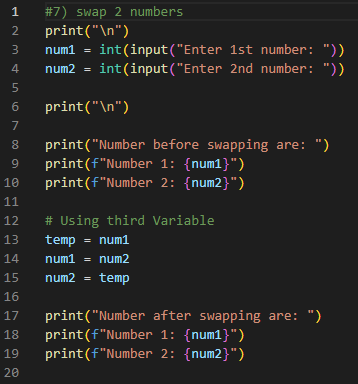 1 #7) swap 2 numbers
2 print("\n")
3 num1 = int(input("Enter 1st number: "))
4 num2 = int(input("Enter 2nd number: "))
5
6 print("\n")
7
8 print("Number before swapping are: ")
9 print(f"Number 1: {num1}")
10 print(f"Number 2: {num2}")
11
12 # Using third Variable
13 temp = num1
14 num1 = num2
15 num2 = temp
16
17 print("Number after swapping are: ")
18 print(f"Number 1: {num1}")
19 print(f"Number 2: {num2}")
20